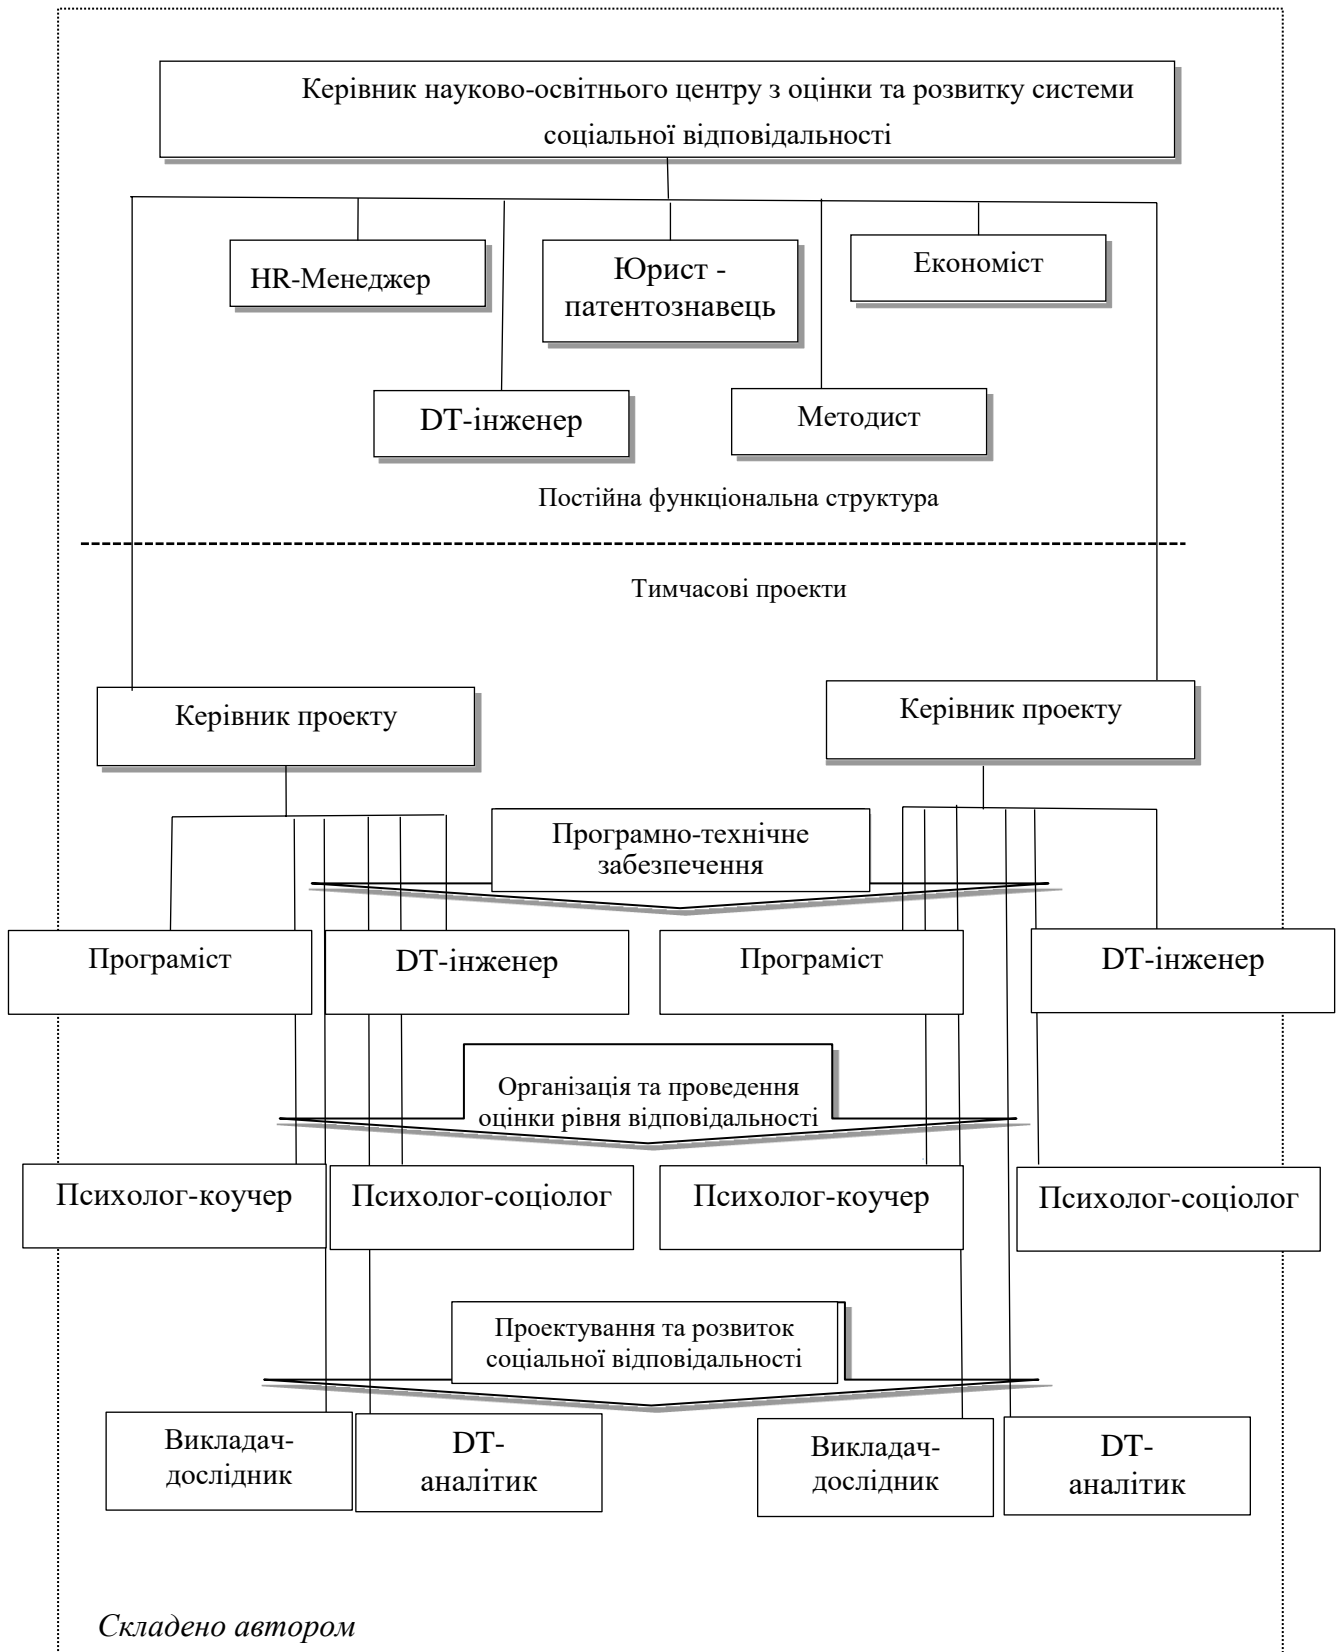 Керівник науково-освітнього центру з оцінки та розвитку системи
соціальної відповідальності
HR-Менеджер
Юрист -
патентознавець
Економіст
DT-інженер
Методист
Постійна функціональна структура
Тимчасові проекти
Керівник проекту
Керівник проекту
Програмно-технічне
забезпечення
Програміст
DT-інженер
Програміст
DT-інженер
Організація та проведення
оцінки рівня відповідальності
Психолог-коучер
Психолог-соціолог
Психолог-коучер
Психолог-соціолог
Проектування та розвиток
соціальної відповідальності
Викладач-
дослідник
DT-
аналітик
Викладач-
дослідник
DT-
аналітик
Складено автором